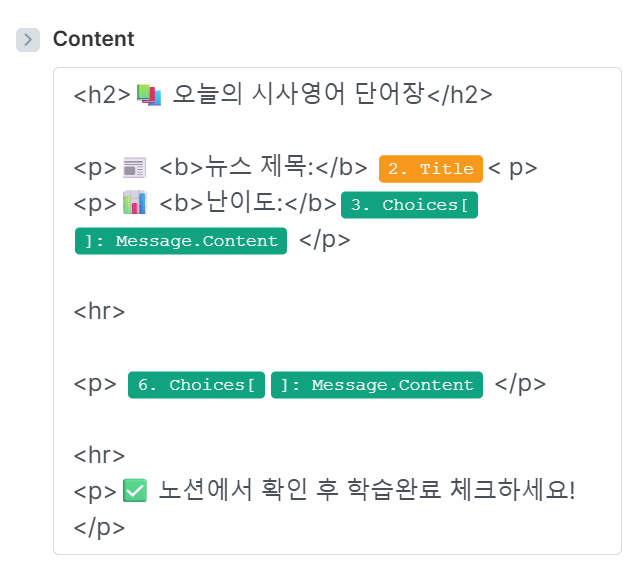 Content
<h2>📚 오늘의 시사영어 단어장</h2>
<p>📰 <b>뉴스 제목:</b> 2. Title < p>
<p>📊 <b>난이도:</b> 3. Choices[
]: Message.Content </p>
<hr>
<p> 6. Choices[ ]: Message.Content </p>
<hr>
<p>✅ 노션에서 확인 후 학습완료 체크하세요!
</p>